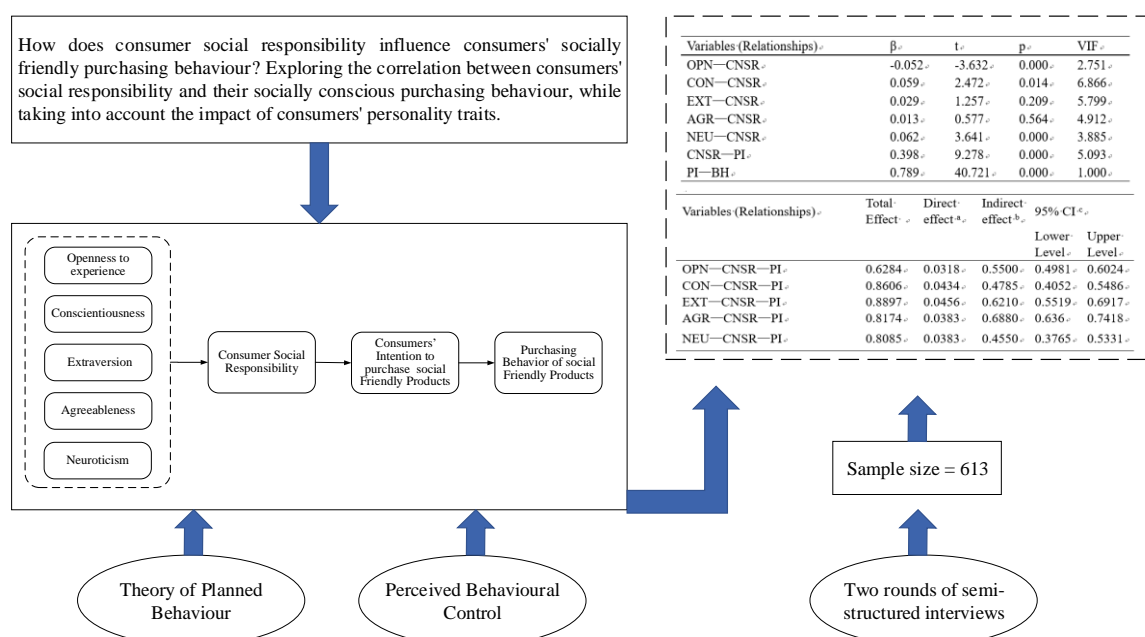 How does consumer social responsibility influence consumers' socially
friendly purchasing behaviour? Exploring the correlation between consumers'
social responsibility and their socially conscious purchasing behaviour, while
taking into account the impact of consumers' personality traits.
Openness to
experience
Conscientiousness
Extraversion
Agreeableness
Neuroticism
Consumer Social
Responsibility
Consumers'
Intention to
purchase social
Friendly Products
Purchasing
Behavior of social
Friendly Products
Theory of Planned
Behaviour
Perceived Behavioural
Control
Variables (Relationships) β t p VIF
OPN—CNSR -0.052 -3.632 0.000 2.751
CON—CNSR 0.059 2.472 0.014 6.866
EXT—CNSR 0.029 1.257 0.209 5.799
AGR—CNSR 0.013 0.577 0.564 4.912
NEU—CNSR 0.062 3.641 0.000 3.885
CNSR—PI 0.398 9.278 0.000 5.093
PI—BH 0.789 40.721 0.000 1.000
Variables (Relationships) Total Direct Indirect 95% CI c
Effect effect a effect b
Lower Upper
Level Level
OPN—CNSR—PI 0.6284 0.0318 0.5500 0.4981 0.6024
CON—CNSR—PI 0.8606 0.0434 0.4785 0.4052 0.5486
EXT—CNSR—PI 0.8897 0.0456 0.6210 0.5519 0.6917
AGR—CNSR—PI 0.8174 0.0383 0.6880 0.636 0.7418
NEU—CNSR—PI 0.8085 0.0383 0.4550 0.3765 0.5331
Sample size = 613
Two rounds of semi-
structured interviews